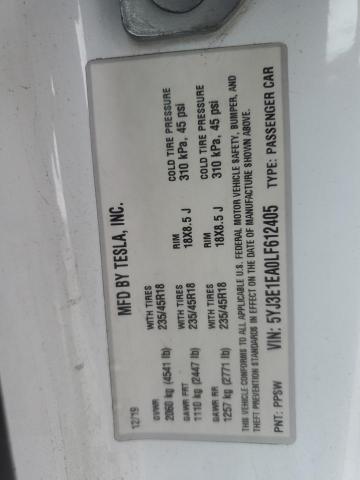 MFD BY TESLA, INC.
12/19
GVWR
2060 kg (4541 lb)
WITH TIRES
235/45R18
RIM
18X8.5 J
COLD TIRE PRESSURE
310 kPa, 45 psi
GAWR FRT
1110 kg (2447 lb)
WITH TIRES
235/45R18
RIM
18X8.5 J
COLD TIRE PRESSURE
310 kPa, 45 psi
GAWR RR
1257 kg (2771 lb)
WITH TIRES
235/45R18
THIS VEHICLE CONFORMS TO ALL APPLICABLE U.S. FEDERAL MOTOR VEHICLE SAFETY, BUMPER, AND
THEFT PREVENTION STANDARDS IN EFFECT ON THE DATE OF MANUFACTURE SHOWN ABOVE.
VIN: 5YJ3E1EA0LF612405
PNT: PPSW
TYPE: PASSENGER CAR